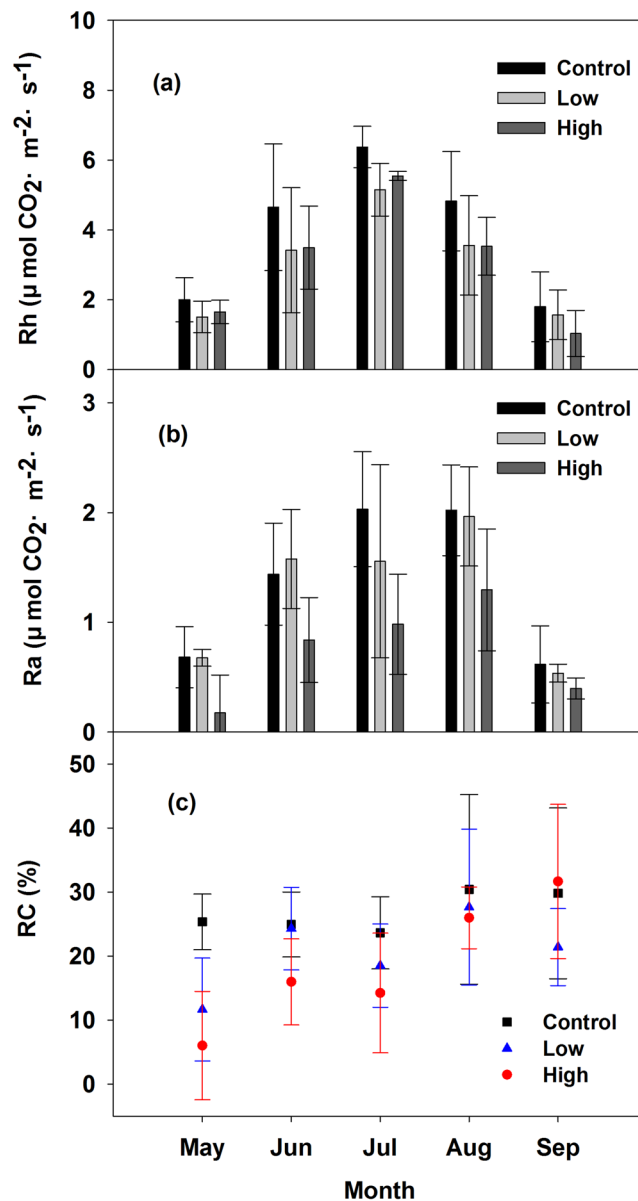 10
8
6
4
2
0
Rh (µ mol CO₂· m⁻²· s⁻¹)
(a)
Control
Low
High
3
2
1
0
Ra (µ mol CO₂· m⁻²· s⁻¹)
(b)
Control
Low
High
50
40
30
20
10
0
RC (%)
(c)
Control
Low
High
May Jun Jul Aug Sep
Month